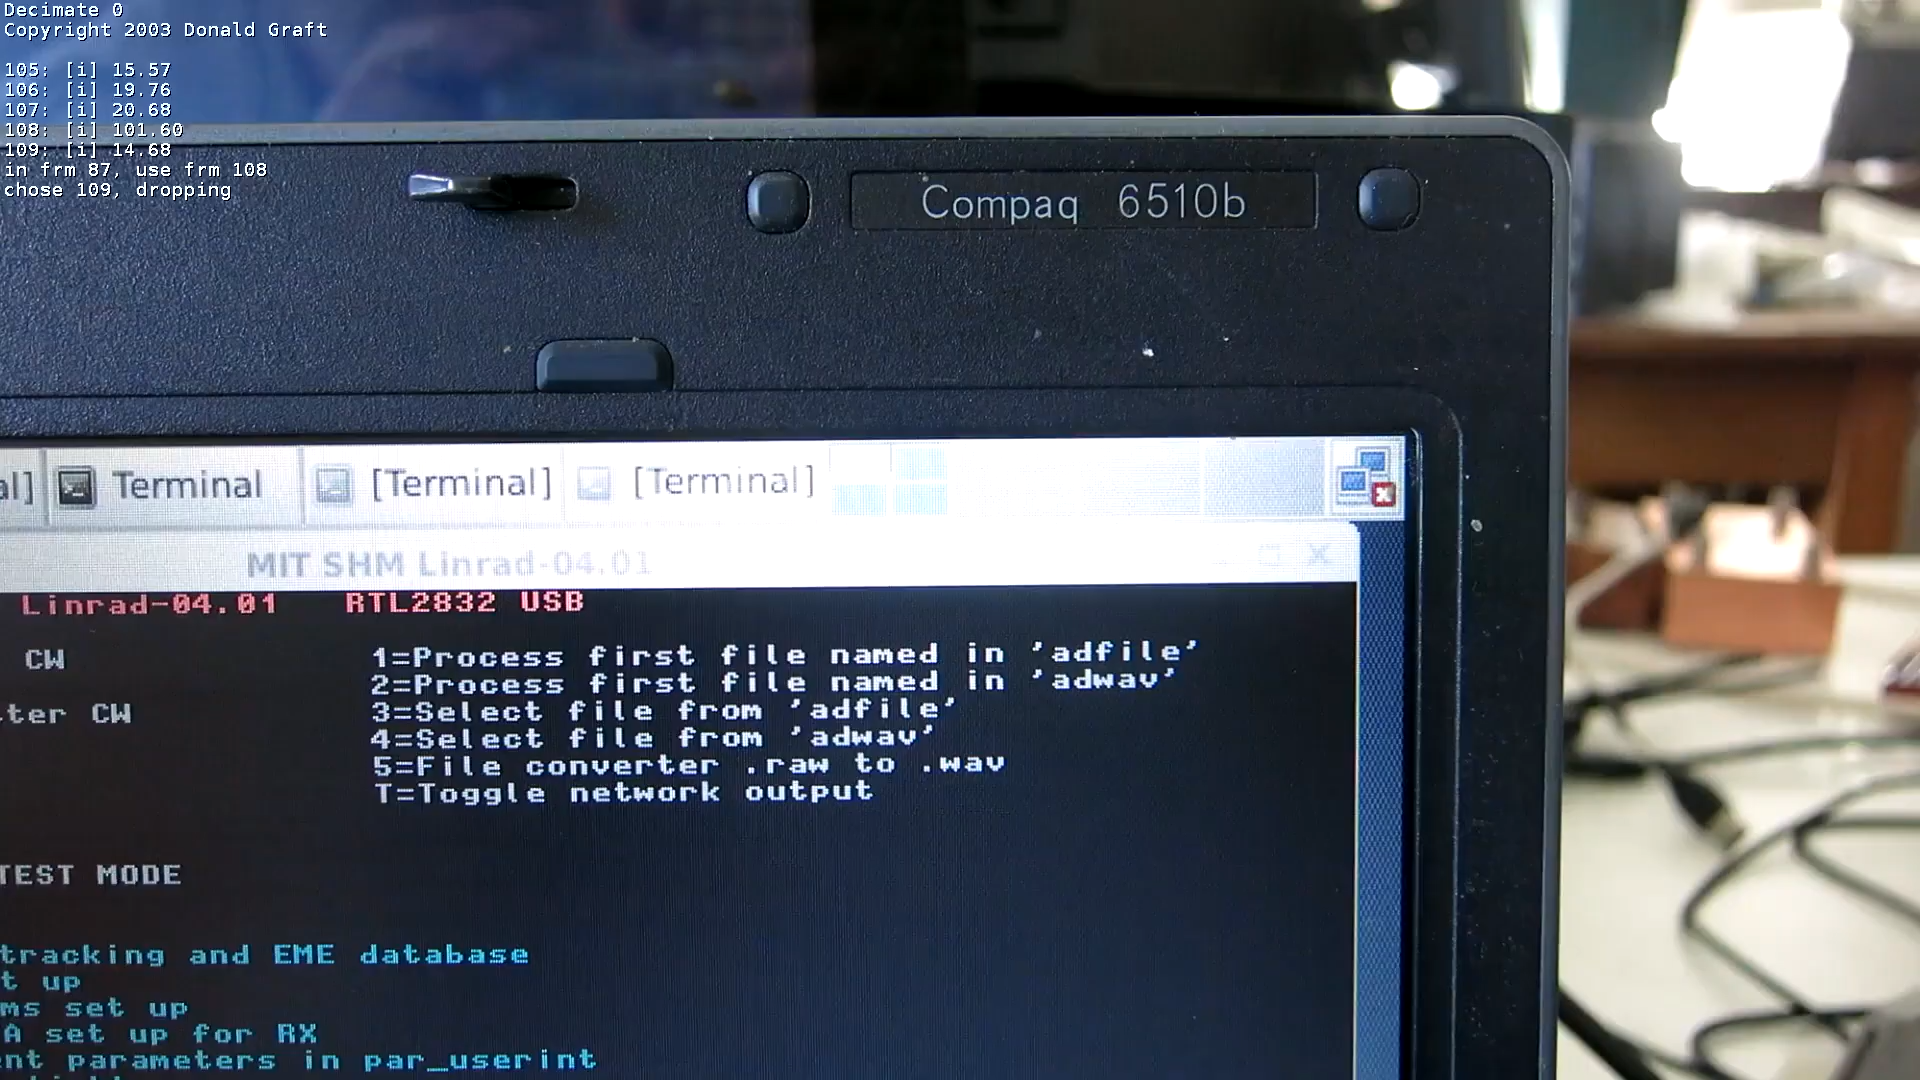 Decimate 0
Copyright 2003 Donald Graft
105: [i] 15.57
106: [i] 19.76
107: [i] 20.68
108: [i] 101.60
109: [i] 14.68
in frm 87, use frm 108
chose 109, dropping
Compaq 6510b
al] Terminal [Terminal] [Terminal]
MIT SHM Linrad-04.01
Linrad-04.01 RTL2832 USB
CW 1=Process first file named in 'adfile'
2=Process first file named in 'adwav'
ter CW 3=Select file from 'adfile'
4=Select file from 'adwav'
5=File converter .raw to .wav
T=Toggle network output
TEST MODE
tracking and EME database
t up
ms set up
A set up for RX
nt parameters in par_userint